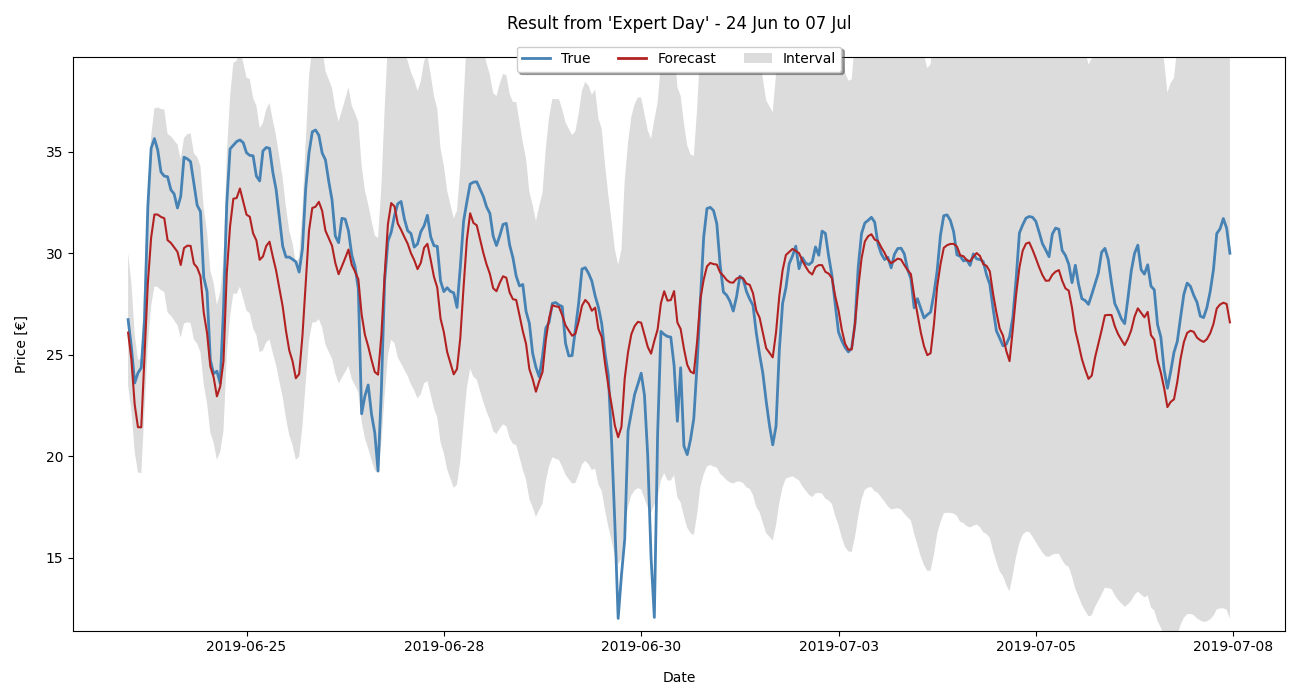 Result from 'Expert Day' - 24 Jun to 07 Jul
True Forecast Interval
Price [€]
35
30
25
20
15
2019-06-25 2019-06-28 2019-06-30 2019-07-03 2019-07-05 2019-07-08
Date